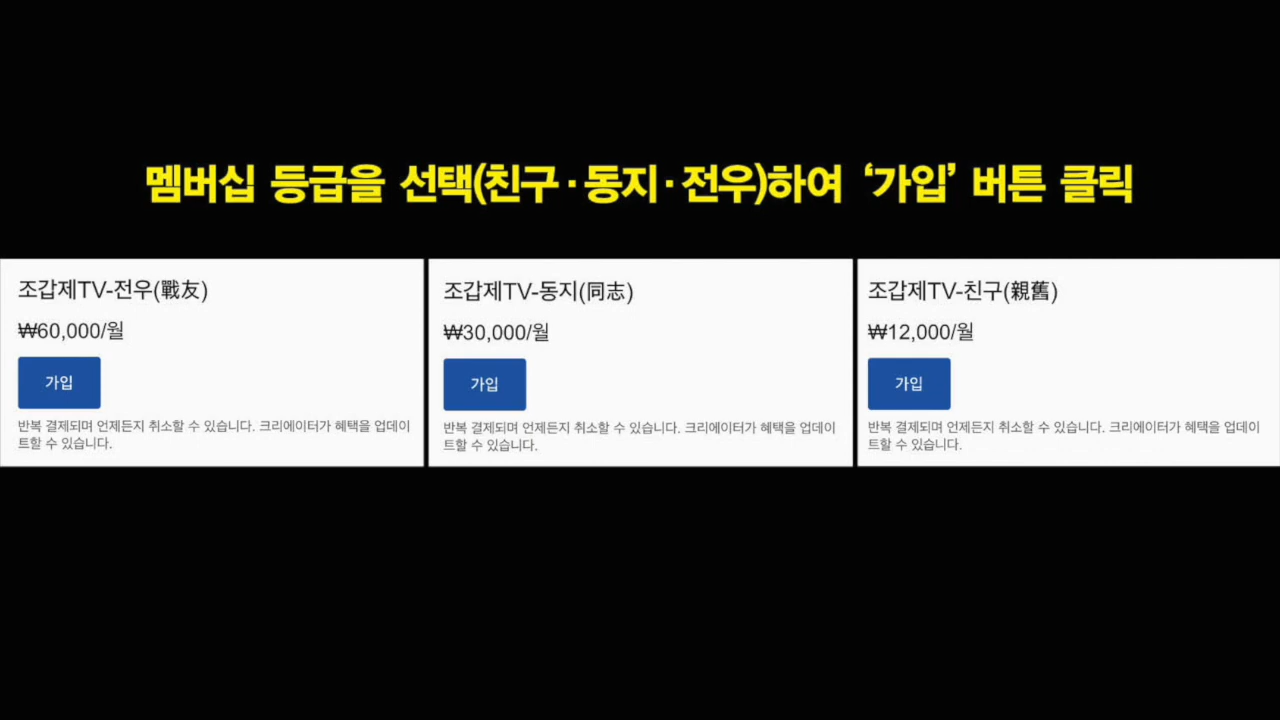 멤버십 등급을 선택(친구·동지·전우)하여 ‘가입’ 버튼 클릭
조갑제TV-전우(戰友)
₩60,000/월
가입
반복 결제되며 언제든지 취소할 수 있습니다. 크리에이터가 혜택을 업데이
트할 수 있습니다.
조갑제TV-동지(同志)
₩30,000/월
가입
반복 결제되며 언제든지 취소할 수 있습니다. 크리에이터가 혜택을 업데이
트할 수 있습니다.
조갑제TV-친구(親舊)
₩12,000/월
가입
반복 결제되며 언제든지 취소할 수 있습니다. 크리에이터가 혜택을 업데이
트할 수 있습니다.